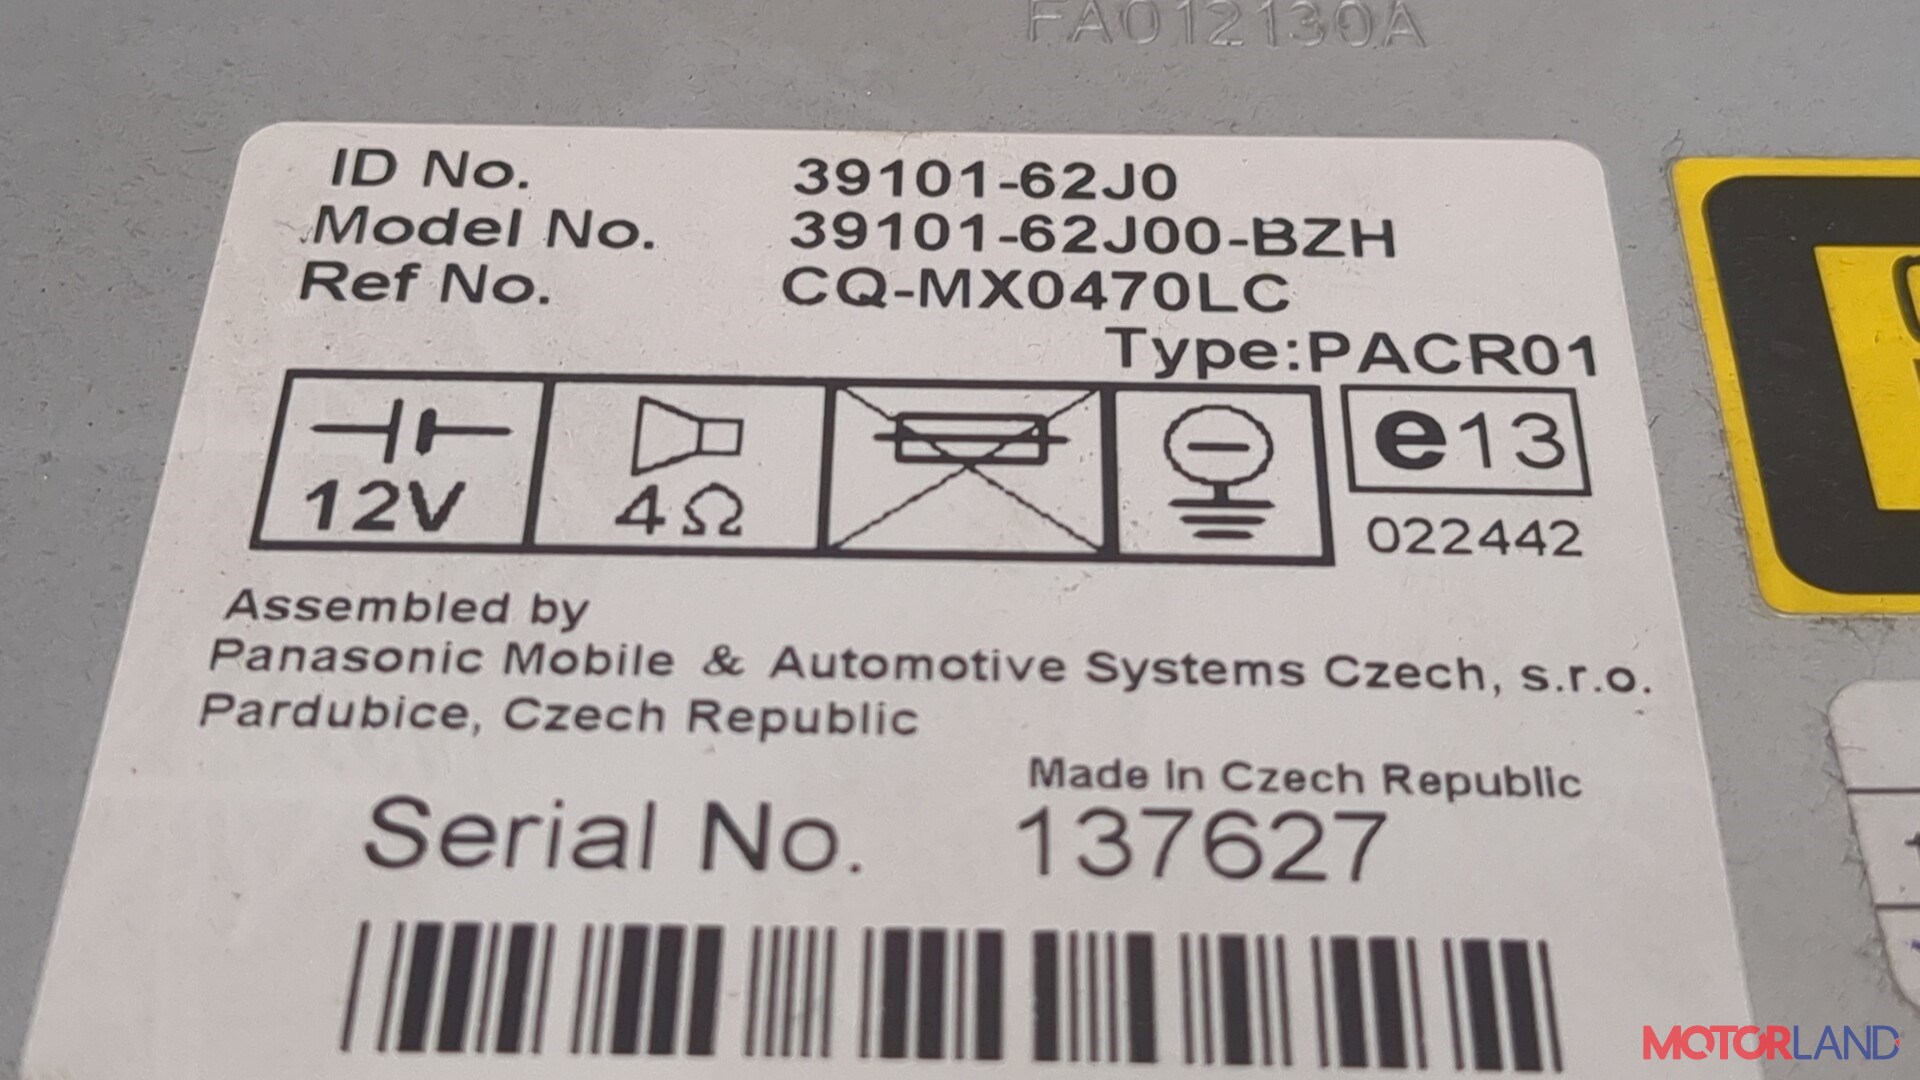 FA012130A
ID No. 39101-62J0
Model No. 39101-62J00-BZH
Ref No. CQ-MX0470LC
Type:PACR01
12V 4Ω e13
022442
Assembled by
Panasonic Mobile & Automotive Systems Czech, s.r.o.
Pardubice, Czech Republic
Made in Czech Republic
Serial No. 137627
MOTORLAND